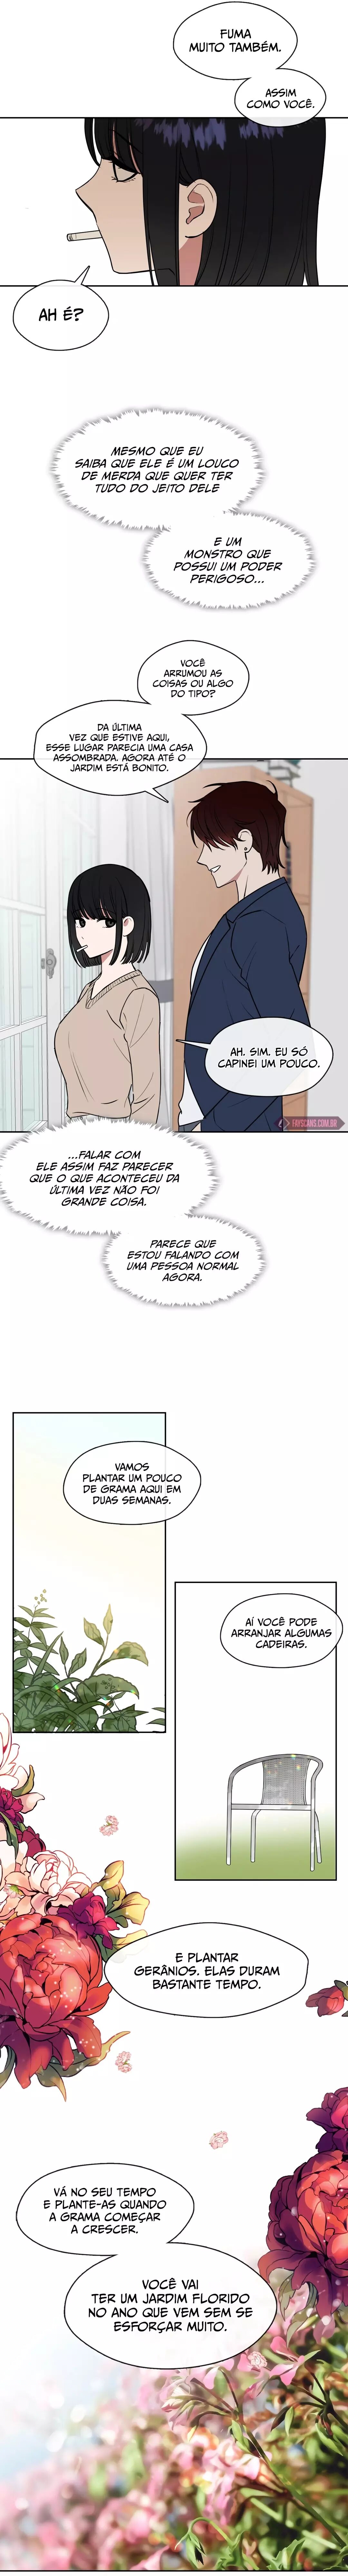 FUMA
MUITO TAMBÉM.
ASSIM
COMO VOCÊ.
AH É?
MESMO QUE EU
SAIBA QUE ELE É UM LOUCO
DE MERDA QUE QUER TER
TUDO DO JEITO DELE
E UM
MONSTRO QUE
POSSUI UM PODER
PERIGOSO...
VOCÊ
ARRUMOU AS
COISAS OU ALGO
DO TIPO?
DA ÚLTIMA
VEZ QUE ESTIVE AQUI,
ESSE LUGAR PARECIA UMA CASA
ASSOMBRADA. AGORA ATÉ O
JARDIM ESTÁ BONITO.
AH. SIM. EU SÓ
CAPINEI UM POUCO.
FAYSCANS.COM.BR
...FALAR COM
ELE ASSIM FAZ PARECER
QUE O QUE ACONTECEU DA
ÚLTIMA VEZ NÃO FOI
GRANDE COISA.
PARECE QUE
ESTOU FALANDO COM
UMA PESSOA NORMAL
AGORA.
VAMOS
PLANTAR UM POUCO
DE GRAMA AQUI EM
DUAS SEMANAS.
AÍ VOCÊ PODE
ARRANJAR ALGUMAS
CADEIRAS.
E PLANTAR
GERÂNIOS. ELAS DURAM
BASTANTE TEMPO.
VÁ NO SEU TEMPO
E PLANTE-AS QUANDO
A GRAMA COMEÇAR
A CRESCER.
VOCÊ VAI
TER UM JARDIM FLORIDO
NO ANO QUE VEM SEM SE
ESFORÇAR MUITO.